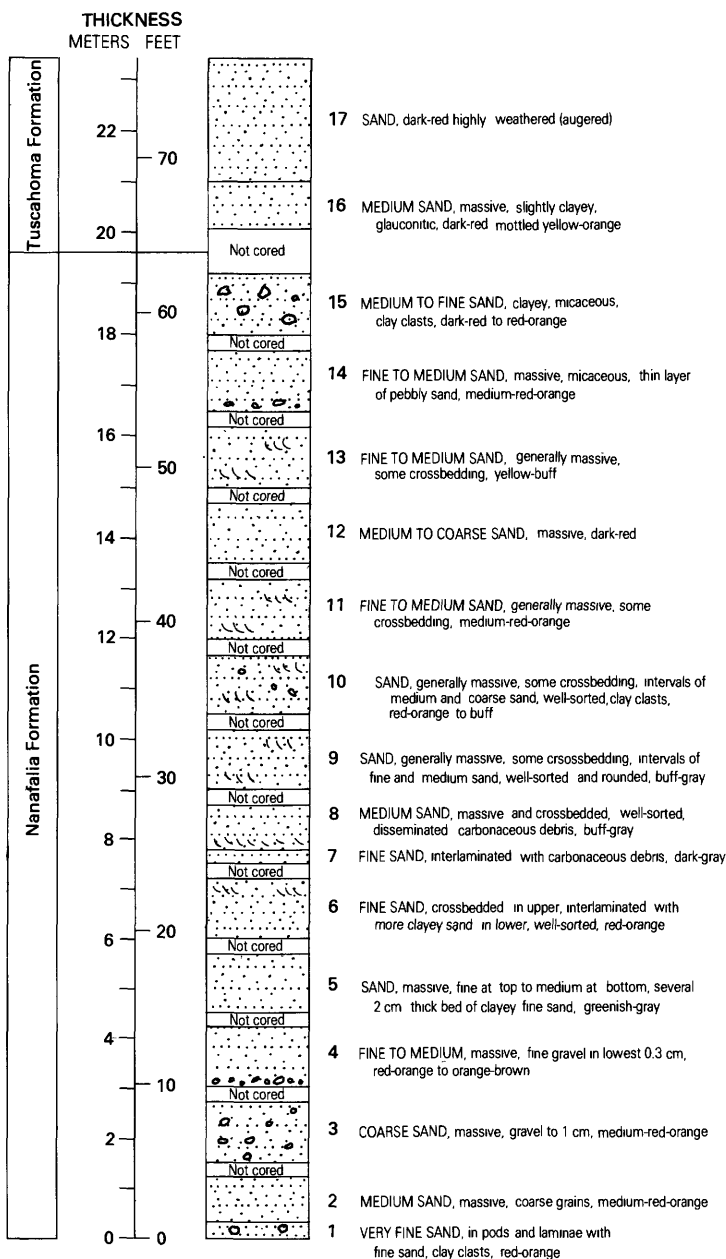 THICKNESS
METERS FEET
Tuscahoma Formation
Nanafalia Formation
22
20
18
16
14
12
10
8
6
4
2
0
70
60
50
40
30
20
10
0
Not cored
Not cored
Not cored
Not cored
Not cored
Not cored
Not cored
Not cored
Not cored
Not cored
Not cored
Not cored
Not cored
17 SAND, dark-red highly weathered (augered)
16 MEDIUM SAND, massive, slightly clayey,
glauconitic, dark-red mottled yellow-orange
15 MEDIUM TO FINE SAND, clayey, micaceous,
clay clasts, dark-red to red-orange
14 FINE TO MEDIUM SAND, massive, micaceous, thin layer
of pebbly sand, medium-red-orange
13 FINE TO MEDIUM SAND, generally massive,
some crossbedding, yellow-buff
12 MEDIUM TO COARSE SAND, massive, dark-red
11 FINE TO MEDIUM SAND, generally massive, some
crossbedding, medium-red-orange
10 SAND, generally massive, some crossbedding, intervals of
medium and coarse sand, well-sorted, clay clasts,
red-orange to buff
9 SAND, generally massive, some crsossbedding, intervals of
fine and medium sand, well-sorted and rounded, buff-gray
8 MEDIUM SAND, massive and crossbedded, well-sorted,
disseminated carbonaceous debris, buff-gray
7 FINE SAND, interlaminated with carbonaceous debris, dark-gray
6 FINE SAND, crossbedded in upper, interlaminated with
more clayey sand in lower, well-sorted, red-orange
5 SAND, massive, fine at top to medium at bottom, several
2 cm thick bed of clayey fine sand, greenish-gray
4 FINE TO MEDIUM, massive, fine gravel in lowest 0.3 cm,
red-orange to orange-brown
3 COARSE SAND, massive, gravel to 1 cm, medium-red-orange
2 MEDIUM SAND, massive, coarse grains, medium-red-orange
1 VERY FINE SAND, in pods and laminae with
fine sand, clay clasts, red-orange